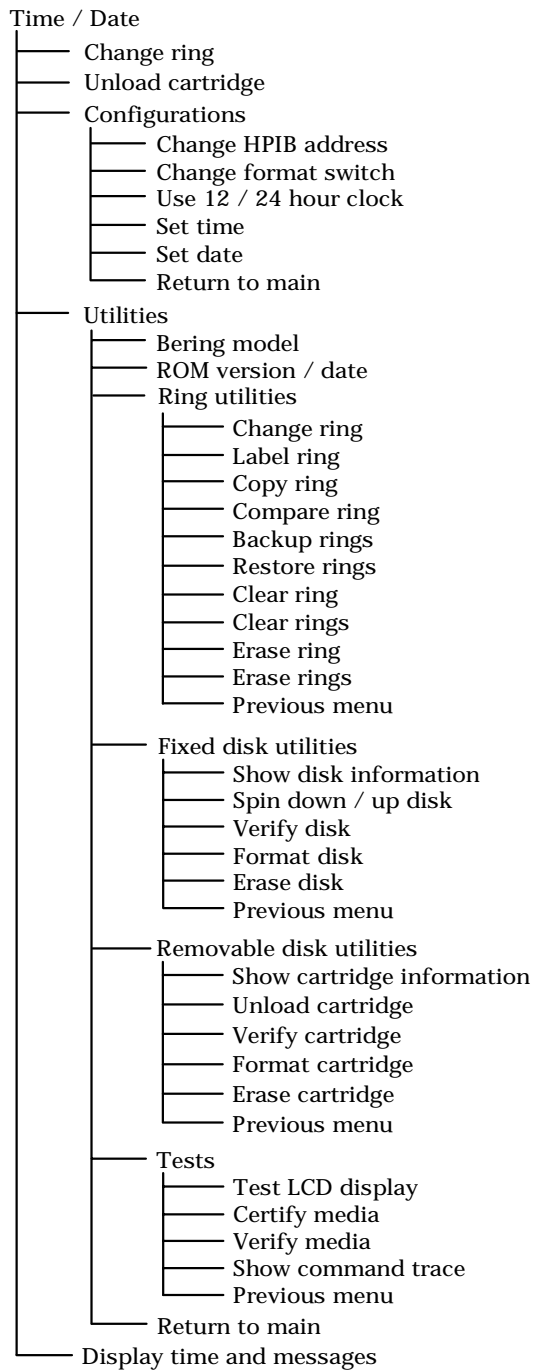 Time / Date
Change ring
Unload cartridge
Configurations
Change HPIB address
Change format switch
Use 12 / 24 hour clock
Set time
Set date
Return to main
Utilities
Bering model
ROM version / date
Ring utilities
Change ring
Label ring
Copy ring
Compare ring
Backup rings
Restore rings
Clear ring
Clear rings
Erase ring
Erase rings
Previous menu
Fixed disk utilities
Show disk information
Spin down / up disk
Verify disk
Format disk
Erase disk
Previous menu
Removable disk utilities
Show cartridge information
Unload cartridge
Verify cartridge
Format cartridge
Erase cartridge
Previous menu
Tests
Test LCD display
Certify media
Verify media
Show command trace
Previous menu
Return to main
Display time and messages